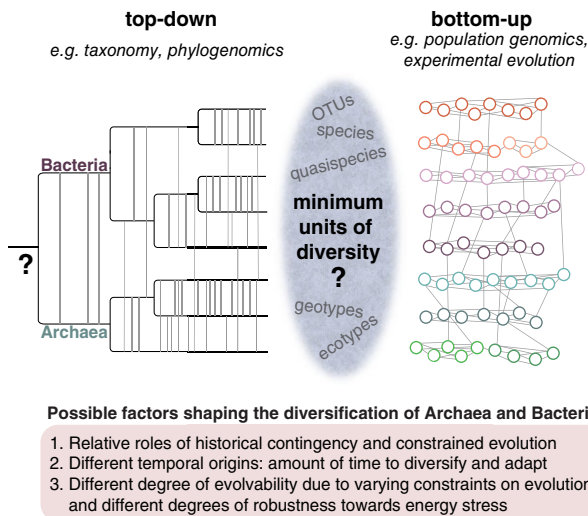 top-down
e.g. taxonomy, phylogenomics
bottom-up
e.g. population genomics,
experimental evolution
Bacteria
?
Archaea
OTUs
species
quasispecies
minimum
units of
diversity
?
geotypes
ecotypes
Possible factors shaping the diversification of Archaea and Bacteri
1. Relative roles of historical contingency and constrained evolution
2. Different temporal origins: amount of time to diversify and adapt
3. Different degree of evolvability due to varying constraints on evolution
and different degrees of robustness towards energy stress